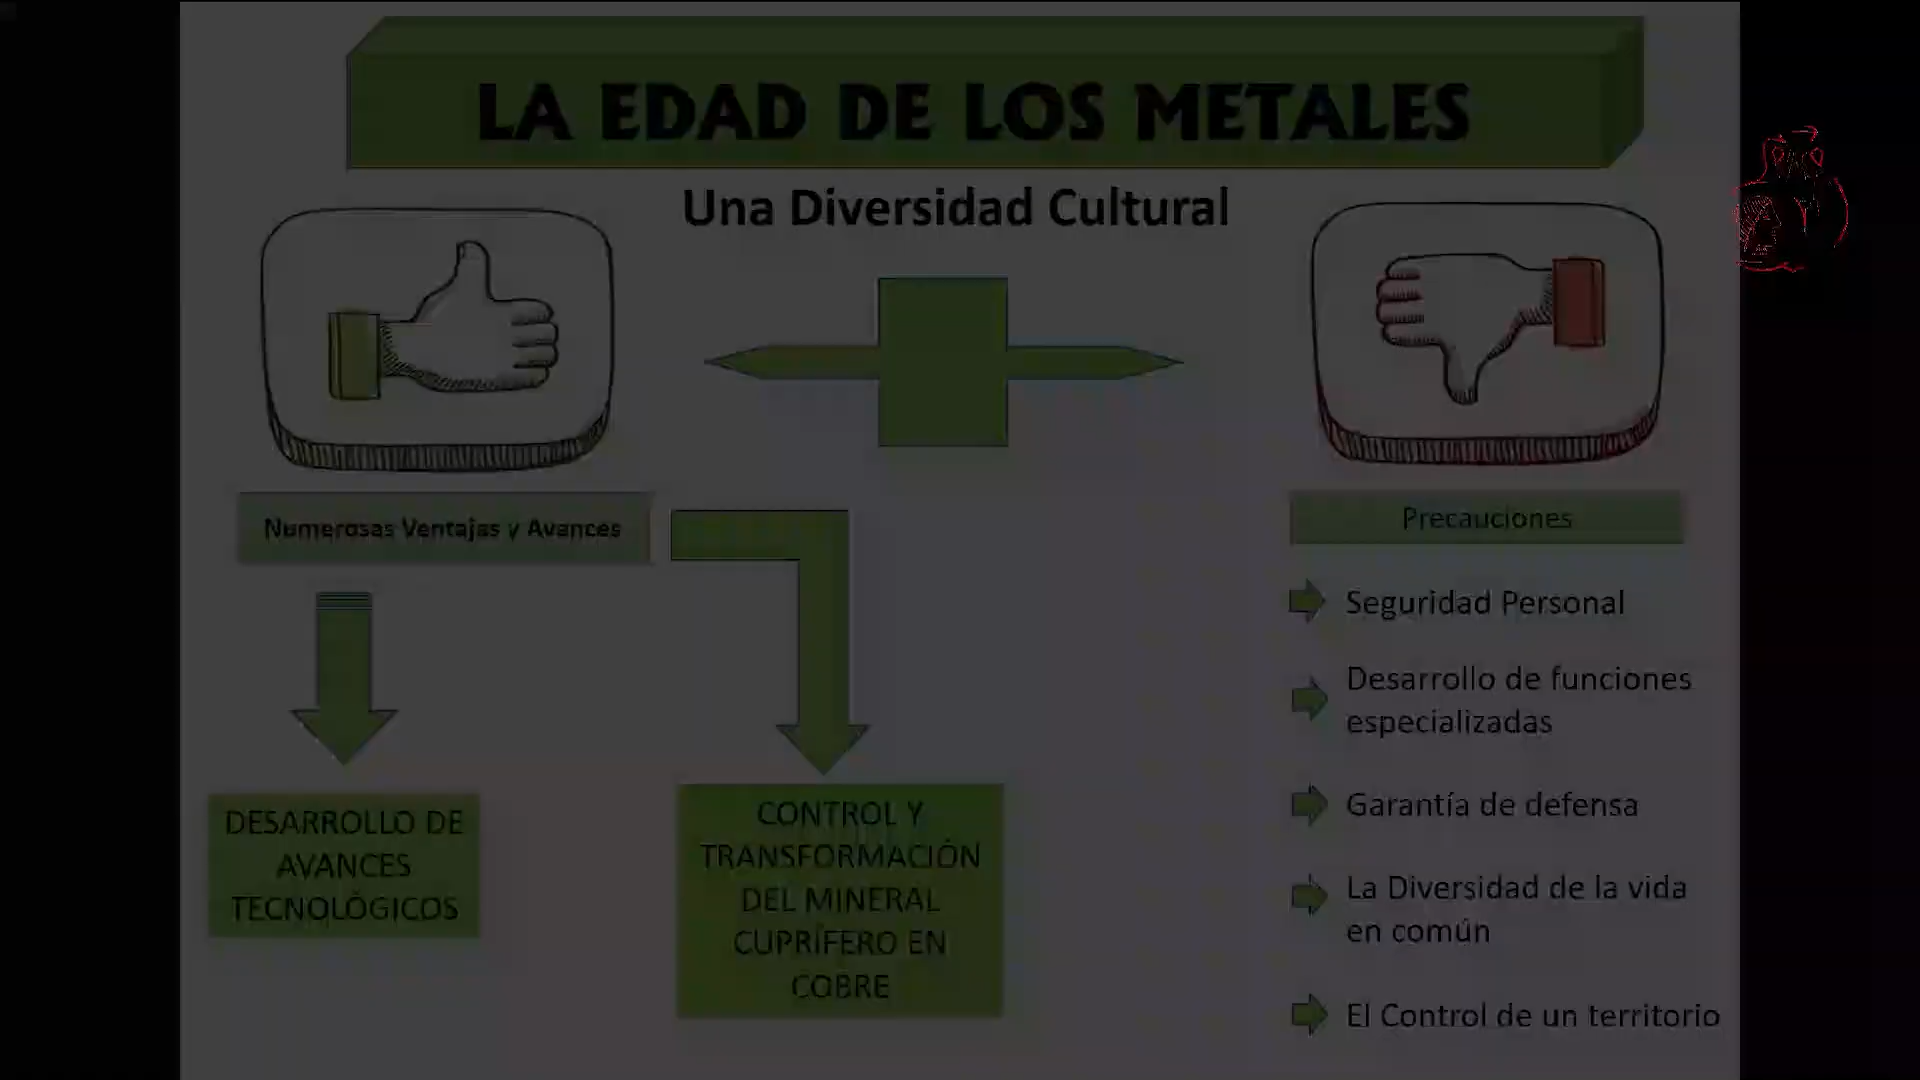 LA EDAD DE LOS METALES
Una Diversidad Cultural
Numerosas Ventajas y Avances
DESARROLLO DE
AVANCES
TECNOLÓGICOS
CONTROL Y
TRANSFORMACIÓN
DEL MINERAL
CUPRÍFERO EN
COBRE
Precauciones
Seguridad Personal
Desarrollo de funciones
especializadas
Garantía de defensa
La Diversidad de la vida
en común
El Control de un territorio